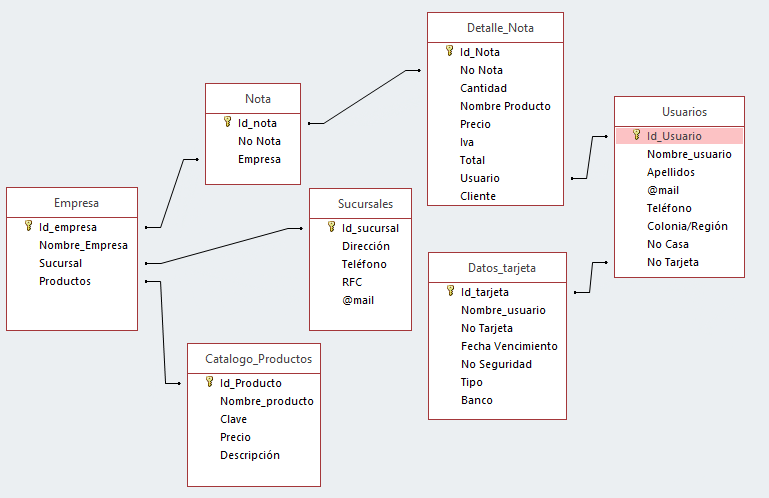 Detalle_Nota
Id_Nota
No Nota
Cantidad
Nombre Producto
Precio
Iva
Total
Usuario
Cliente
Nota
Id_nota
No Nota
Empresa
Usuarios
Id_Usuario
Nombre_usuario
Apellidos
@mail
Teléfono
Colonia/Región
No Casa
No Tarjeta
Empresa
Id_empresa
Nombre_Empresa
Sucursal
Productos
Sucursales
Id_sucursal
Dirección
Teléfono
RFC
@mail
Datos_tarjeta
Id_tarjeta
Nombre_usuario
No Tarjeta
Fecha Vencimiento
No Seguridad
Tipo
Banco
Catalogo_Productos
Id_Producto
Nombre_producto
Clave
Precio
Descripción